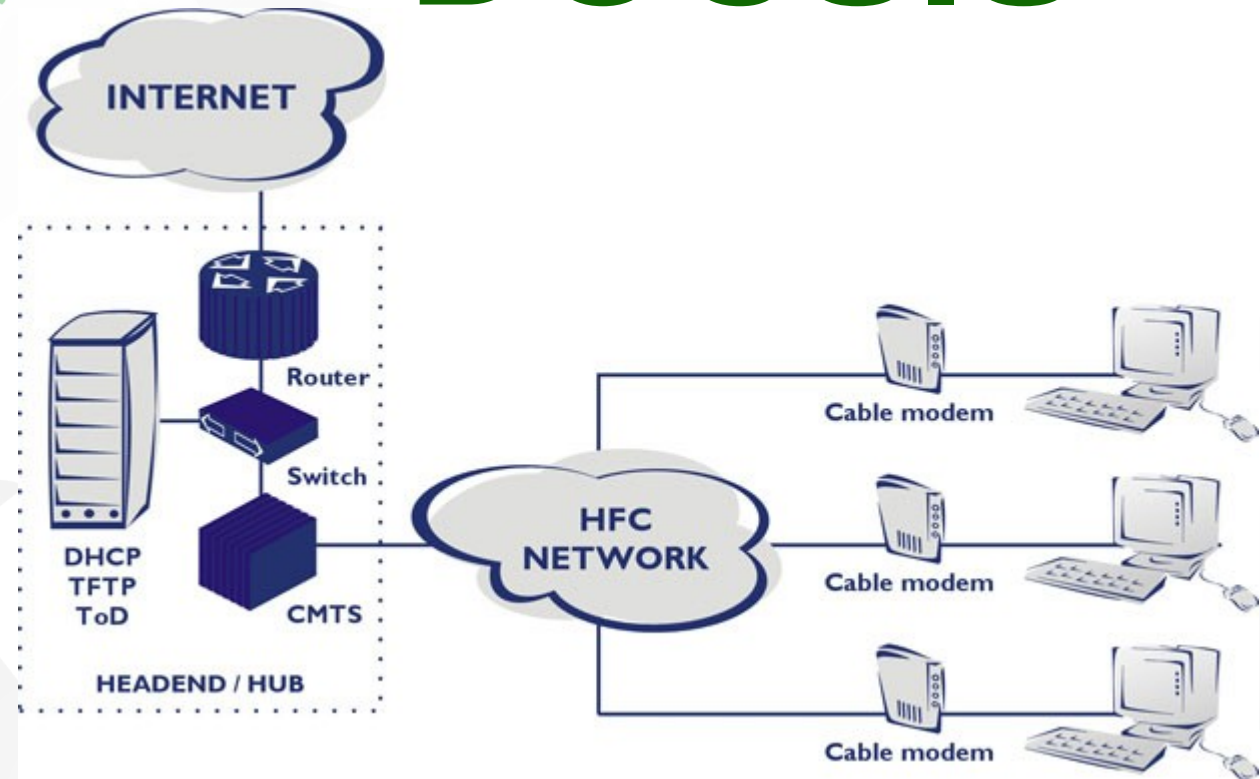 INTERNET
Router
Switch
DHCP
TFTP
ToD
CMTS
HEADEND / HUB
HFC
NETWORK
Cable modem
Cable modem
Cable modem